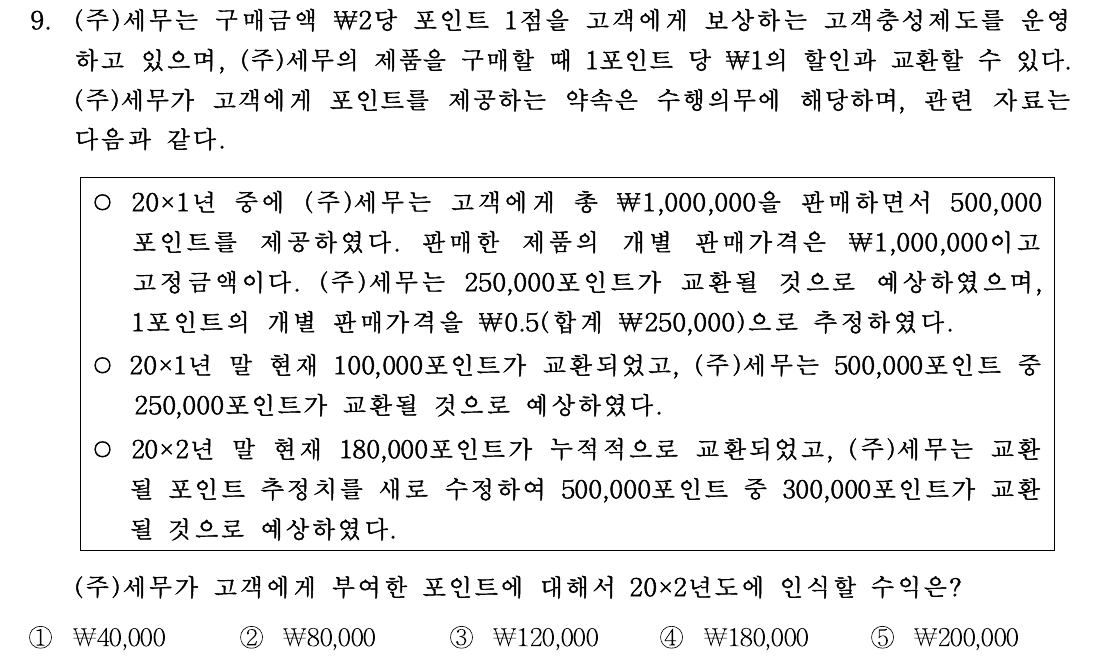 9. (주)세무는 구매금액 ₩2당 포인트 1점을 고객에게 보상하는 고객충성제도를 운영
하고 있으며, (주)세무의 제품을 구매할 때 1포인트 당 ₩1의 할인과 교환할 수 있다.
(주)세무가 고객에게 포인트를 제공하는 약속은 수행의무에 해당하며, 관련 자료는
다음과 같다.
○ 20×1년 중에 (주)세무는 고객에게 총 ₩1,000,000을 판매하면서 500,000
포인트를 제공하였다. 판매한 제품의 개별 판매가격은 ₩1,000,000이고
고정금액이다. (주)세무는 250,000포인트가 교환될 것으로 예상하였으며,
1포인트의 개별 판매가격을 ₩0.5(합계 ₩250,000)으로 추정하였다.
○ 20×1년 말 현재 100,000포인트가 교환되었고, (주)세무는 500,000포인트 중
250,000포인트가 교환될 것으로 예상하였다.
○ 20×2년 말 현재 180,000포인트가 누적적으로 교환되었고, (주)세무는 교환
될 포인트 추정치를 새로 수정하여 500,000포인트 중 300,000포인트가 교환
될 것으로 예상하였다.
(주)세무가 고객에게 부여한 포인트에 대해서 20×2년도에 인식할 수익은?
① ₩40,000 ② ₩80,000 ③ ₩120,000 ④ ₩180,000 ⑤ ₩200,000